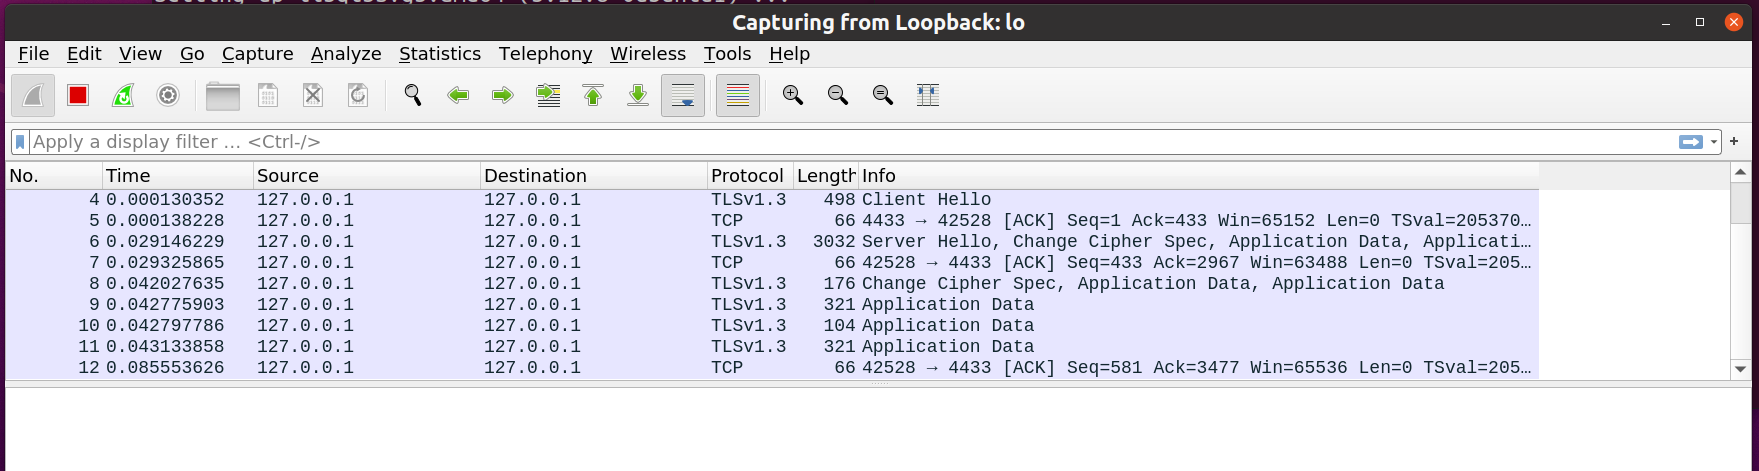 Capturing from Loopback: lo
File Edit View Go Capture Analyze Statistics Telephony Wireless Tools Help
Apply a display filter … <Ctrl-/>
No. Time Source Destination Protocol Length Info
4 0.000130352 127.0.0.1 127.0.0.1 TLSv1.3 498 Client Hello
5 0.000138228 127.0.0.1 127.0.0.1 TCP 66 4433 → 42528 [ACK] Seq=1 Ack=433 Win=65152 Len=0 TSval=205370…
6 0.029146229 127.0.0.1 127.0.0.1 TLSv1.3 3032 Server Hello, Change Cipher Spec, Application Data, Applicati…
7 0.029325865 127.0.0.1 127.0.0.1 TCP 66 42528 → 4433 [ACK] Seq=433 Ack=2967 Win=63488 Len=0 TSval=205…
8 0.042027635 127.0.0.1 127.0.0.1 TLSv1.3 176 Change Cipher Spec, Application Data, Application Data
9 0.042775903 127.0.0.1 127.0.0.1 TLSv1.3 321 Application Data
10 0.042797786 127.0.0.1 127.0.0.1 TLSv1.3 104 Application Data
11 0.043133858 127.0.0.1 127.0.0.1 TLSv1.3 321 Application Data
12 0.085553626 127.0.0.1 127.0.0.1 TCP 66 42528 → 4433 [ACK] Seq=581 Ack=3477 Win=65536 Len=0 TSval=205…